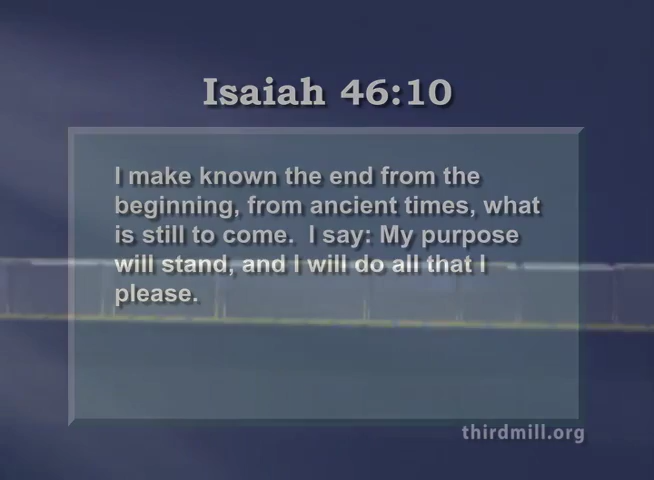 Isaiah 46:10
I make known the end from the
beginning, from ancient times, what
is still to come.  I say: My purpose
will stand, and I will do all that I
please.
thirdmill.org